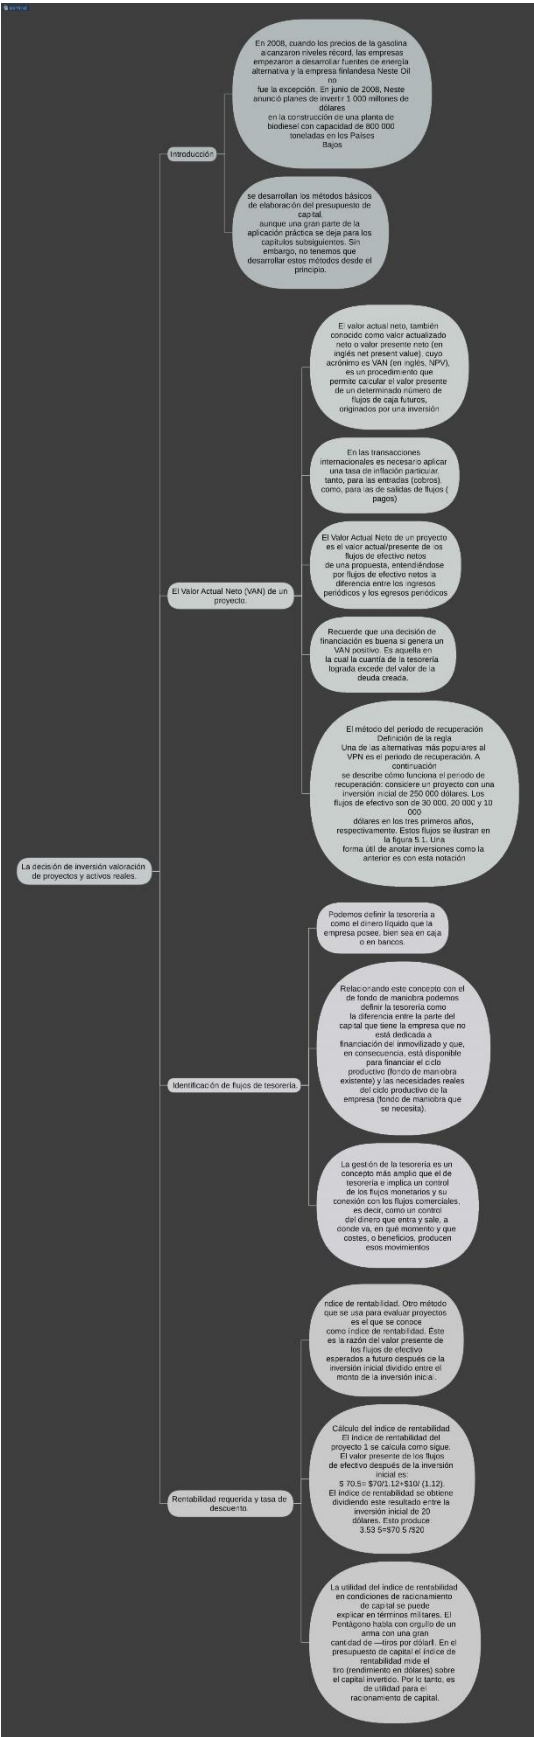 La decisión de inversión valoración
de proyectos y activos reales.
Introducción
En 2008, cuando los precios de la gasolina
alcanzaron niveles récord, las empresas
empezaron a desarrollar fuentes de energía
alternativa y la empresa finlandesa Neste Oil
no
fue la excepción. En junio de 2008, Neste
anunció planes de invertir 1 000 millones de
dólares
en la construcción de una planta de
biodiesel con capacidad de 800 000
toneladas en los Países
Bajos
se desarrollan los métodos básicos
de elaboración del presupuesto de
capital,
aunque una gran parte de la
aplicación práctica se deja para los
capítulos subsiguientes. Sin
embargo, no tenemos que
desarrollar estos métodos desde el
principio.
El Valor Actual Neto (VAN) de un
proyecto.
El valor actual neto, también
conocido como valor actualizado
neto o valor presente neto (en
inglés net present value), cuyo
acrónimo es VAN (en inglés, NPV),
es un procedimiento que
permite calcular el valor presente
de un determinado número de
flujos de caja futuros,
originados por una inversión
En las transacciones
internacionales es necesario aplicar
una tasa de inflación particular,
tanto, para las entradas (cobros),
como, para las de salidas de flujos (
pagos)
El Valor Actual Neto de un proyecto
es el valor actual/presente de los
flujos de efectivo netos
de una propuesta, entendiéndose
por flujos de efectivo netos la
diferencia entre los ingresos
periódicos y los egresos periódicos
Recuerde que una decisión de
financiación es buena si genera un
VAN positivo. Es aquella en
la cual la cuantía de la tesorería
lograda excede del valor de la
deuda creada.
El método del periodo de recuperación
Definición de la regla
Una de las alternativas más populares al
VPN es el periodo de recuperación. A
continuación
se describe cómo funciona el periodo de
recuperación: considere un proyecto con una
inversión inicial de 250 000 dólares. Los
flujos de efectivo son de 30 000, 20 000 y 10
000
dólares en los tres primeros años,
respectivamente. Estos flujos se ilustran en
la figura 5.1. Una
forma útil de anotar inversiones como la
anterior es con esta notación
Identificación de flujos de tesorería.
Podemos definir la tesorería a
como el dinero líquido que la
empresa posee, bien sea en caja
o en bancos.
Relacionando este concepto con el
de fondo de maniobra podemos
definir la tesorería como
la diferencia entre la parte del
capital que tiene la empresa que no
está dedicada a
financiación del inmovilizado y que,
en consecuencia, está disponible
para financiar el ciclo
productivo (fondo de maniobra
existente) y las necesidades reales
del ciclo productivo de la
empresa (fondo de maniobra que
se necesita).
La gestión de la tesorería es un
concepto más amplio que el de
tesorería e implica un control
de los flujos monetarios y su
conexión con los flujos comerciales,
es decir, como un control
del dinero que entra y sale, a
donde va, en qué momento y que
costes, o beneficios, producen
esos movimientos
Rentabilidad requerida y tasa de
descuento.
ndice de rentabilidad. Otro método
que se usa para evaluar proyectos
es el que se conoce
como índice de rentabilidad. Éste
es la razón del valor presente de
los flujos de efectivo
esperados a futuro después de la
inversión inicial dividido entre el
monto de la inversión inicial.
Cálculo del índice de rentabilidad
El índice de rentabilidad del
proyecto 1 se calcula como sigue.
El valor presente de los flujos
de efectivo después de la inversión
inicial es:
$ 70.5= $70/1.12+$10/ (1.12).
El índice de rentabilidad se obtiene
dividiendo este resultado entre la
inversión inicial de 20
dólares. Esto produce
3.53 5=$70 5 /$20
La utilidad del índice de rentabilidad
en condiciones de racionamiento
de capital se puede
explicar en términos militares. El
Pentágono habla con orgullo de un
arma con una gran
cantidad de ―tiros por dólarǁ. En el
presupuesto de capital el índice de
rentabilidad mide el
tiro (rendimiento en dólares) sobre
el capital invertido. Por lo tanto, es
de utilidad para el
racionamiento de capital.